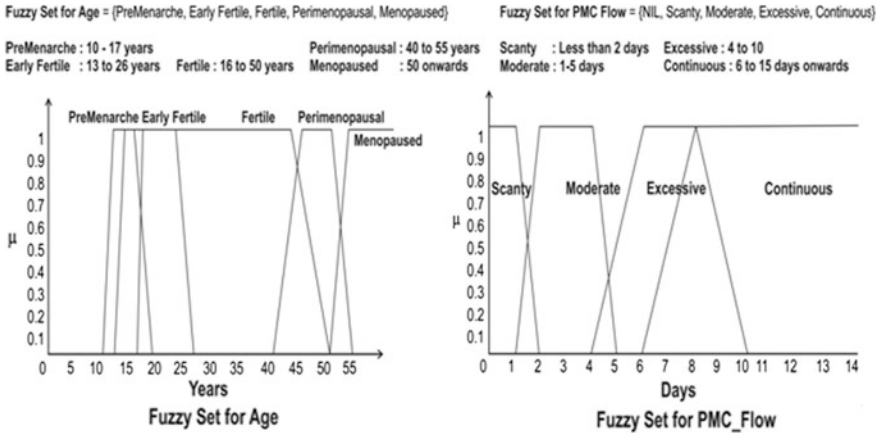 Fuzzy Set for Age = {PreMenarche, Early Fertile, Fertile, Perimenopausal, Menopaused}
PreMenarche : 10 - 17 years Perimenopausal : 40 to 55 years
Early Fertile : 13 to 26 years Fertile : 16 to 50 years Menopaused : 50 onwards
PreMenarche Early Fertile Fertile Perimenopausal
Menopaused
1
0.9
0.8
0.7
0.6
0.5
0.4
0.3
0.2
0.1
μ
0 5 10 15 20 25 30 35 40 45 50 55
Years
Fuzzy Set for Age
Fuzzy Set for PMC Flow = {NIL, Scanty, Moderate, Excessive, Continuous}
Scanty : Less than 2 days Excessive : 4 to 10
Moderate : 1-5 days Continuous : 6 to 15 days onwards
1
0.9
0.8
0.7
0.6
0.5
0.4
0.3
0.2
0.1
μ
Scanty Moderate Excessive Continuous
0 1 2 3 4 5 6 7 8 9 10 11 12 13 14
Days
Fuzzy Set for PMC_Flow